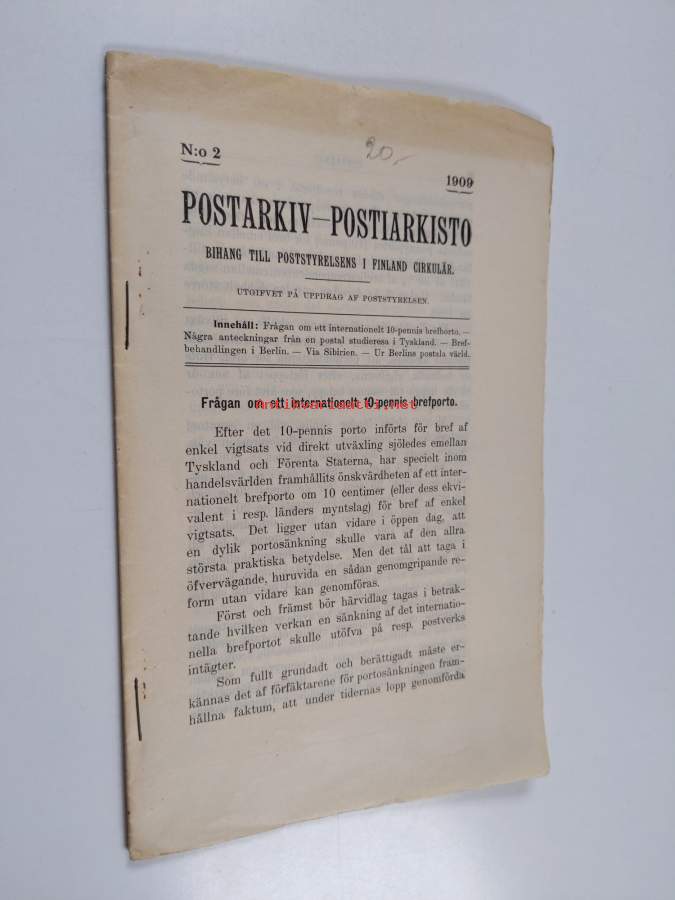 N:o 2
20,-
1909
POSTARKIV—POSTIARKISTO
BIHANG TILL POSTSTYRELSENS I FINLAND CIRKULÄR.
UTGIFVET PÅ UPPDRAG AF POSTSTYRELSEN.
Innehåll: Frågan om ett internationelt 10-pennis brefporto. —
Några anteckningar från en postal studieresa i Tyskland. — Bref-
behandlingen i Berlin. — Via Sibirien. — Ur Berlins postala värld.
Frågan om ett internationelt 10-pennis brefporto.
Antikvariaatti.net
Efter det 10-pennis porto införts för bref af
enkel vigtsats vid direkt utväxling sjöledes emellan
Tyskland och Förenta Staterna, har specielt inom
handelsvärlden framhållits önskvärdheten af ett inter-
nationelt brefporto om 10 centimer (eller dess ekvi-
valent i resp. länders myntslag) för bref af enkel
vigtsats. Det ligger utan vidare i öppen dag, att
en dylik portosänkning skulle vara af den allra
största praktiska betydelse. Men det tål att taga i
öfvervägande, huruvida en sådan genomgripande re-
form utan vidare kan genomföras.
Först och främst bör härvidlag tagas i betrak-
tande hvilken verkan en sänkning af det internatio-
nella brefportot skulle utöfva på resp. postverks
intägter.
Som fullt grundadt och berättigadt måste er-
kännas det af förfäktarene för portosänkningen fram-
hållna faktum, att under tidernas lopp genomförda